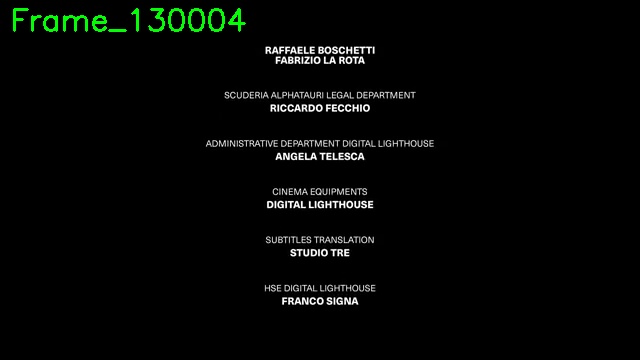 Frame_130004
RAFFAELE BOSCHETTI
FABRIZIO LA ROTA
SCUDERIA ALPHATAURI LEGAL DEPARTMENT
RICCARDO FECCHIO
ADMINISTRATIVE DEPARTMENT DIGITAL LIGHTHOUSE
ANGELA TELESCA
CINEMA EQUIPMENTS
DIGITAL LIGHTHOUSE
SUBTITLES TRANSLATION
STUDIO TRE
HSE DIGITAL LIGHTHOUSE
FRANCO SIGNA